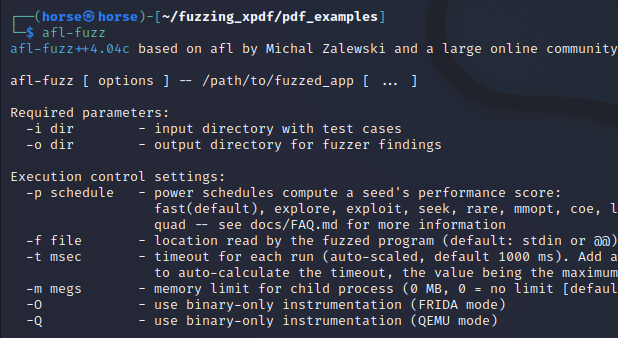 ┌──(horse㉿horse)-[~/fuzzing_xpdf/pdf_examples]
└─$ afl-fuzz
afl-fuzz++4.04c based on afl by Michal Zalewski and a large online community
afl-fuzz [ options ] -- /path/to/fuzzed_app [ ... ]
Required parameters:
-i dir - input directory with test cases
-o dir - output directory for fuzzer findings
Execution control settings:
-p schedule - power schedules compute a seed's performance score:
fast(default), explore, exploit, seek, rare, mmopt, coe, l
quad -- see docs/FAQ.md for more information
-f file - location read by the fuzzed program (default: stdin or @@)
-t msec - timeout for each run (auto-scaled, default 1000 ms). Add a
to auto-calculate the timeout, the value being the maximum
-m megs - memory limit for child process (0 MB, 0 = no limit [defaul
-O - use binary-only instrumentation (FRIDA mode)
-Q - use binary-only instrumentation (QEMU mode)